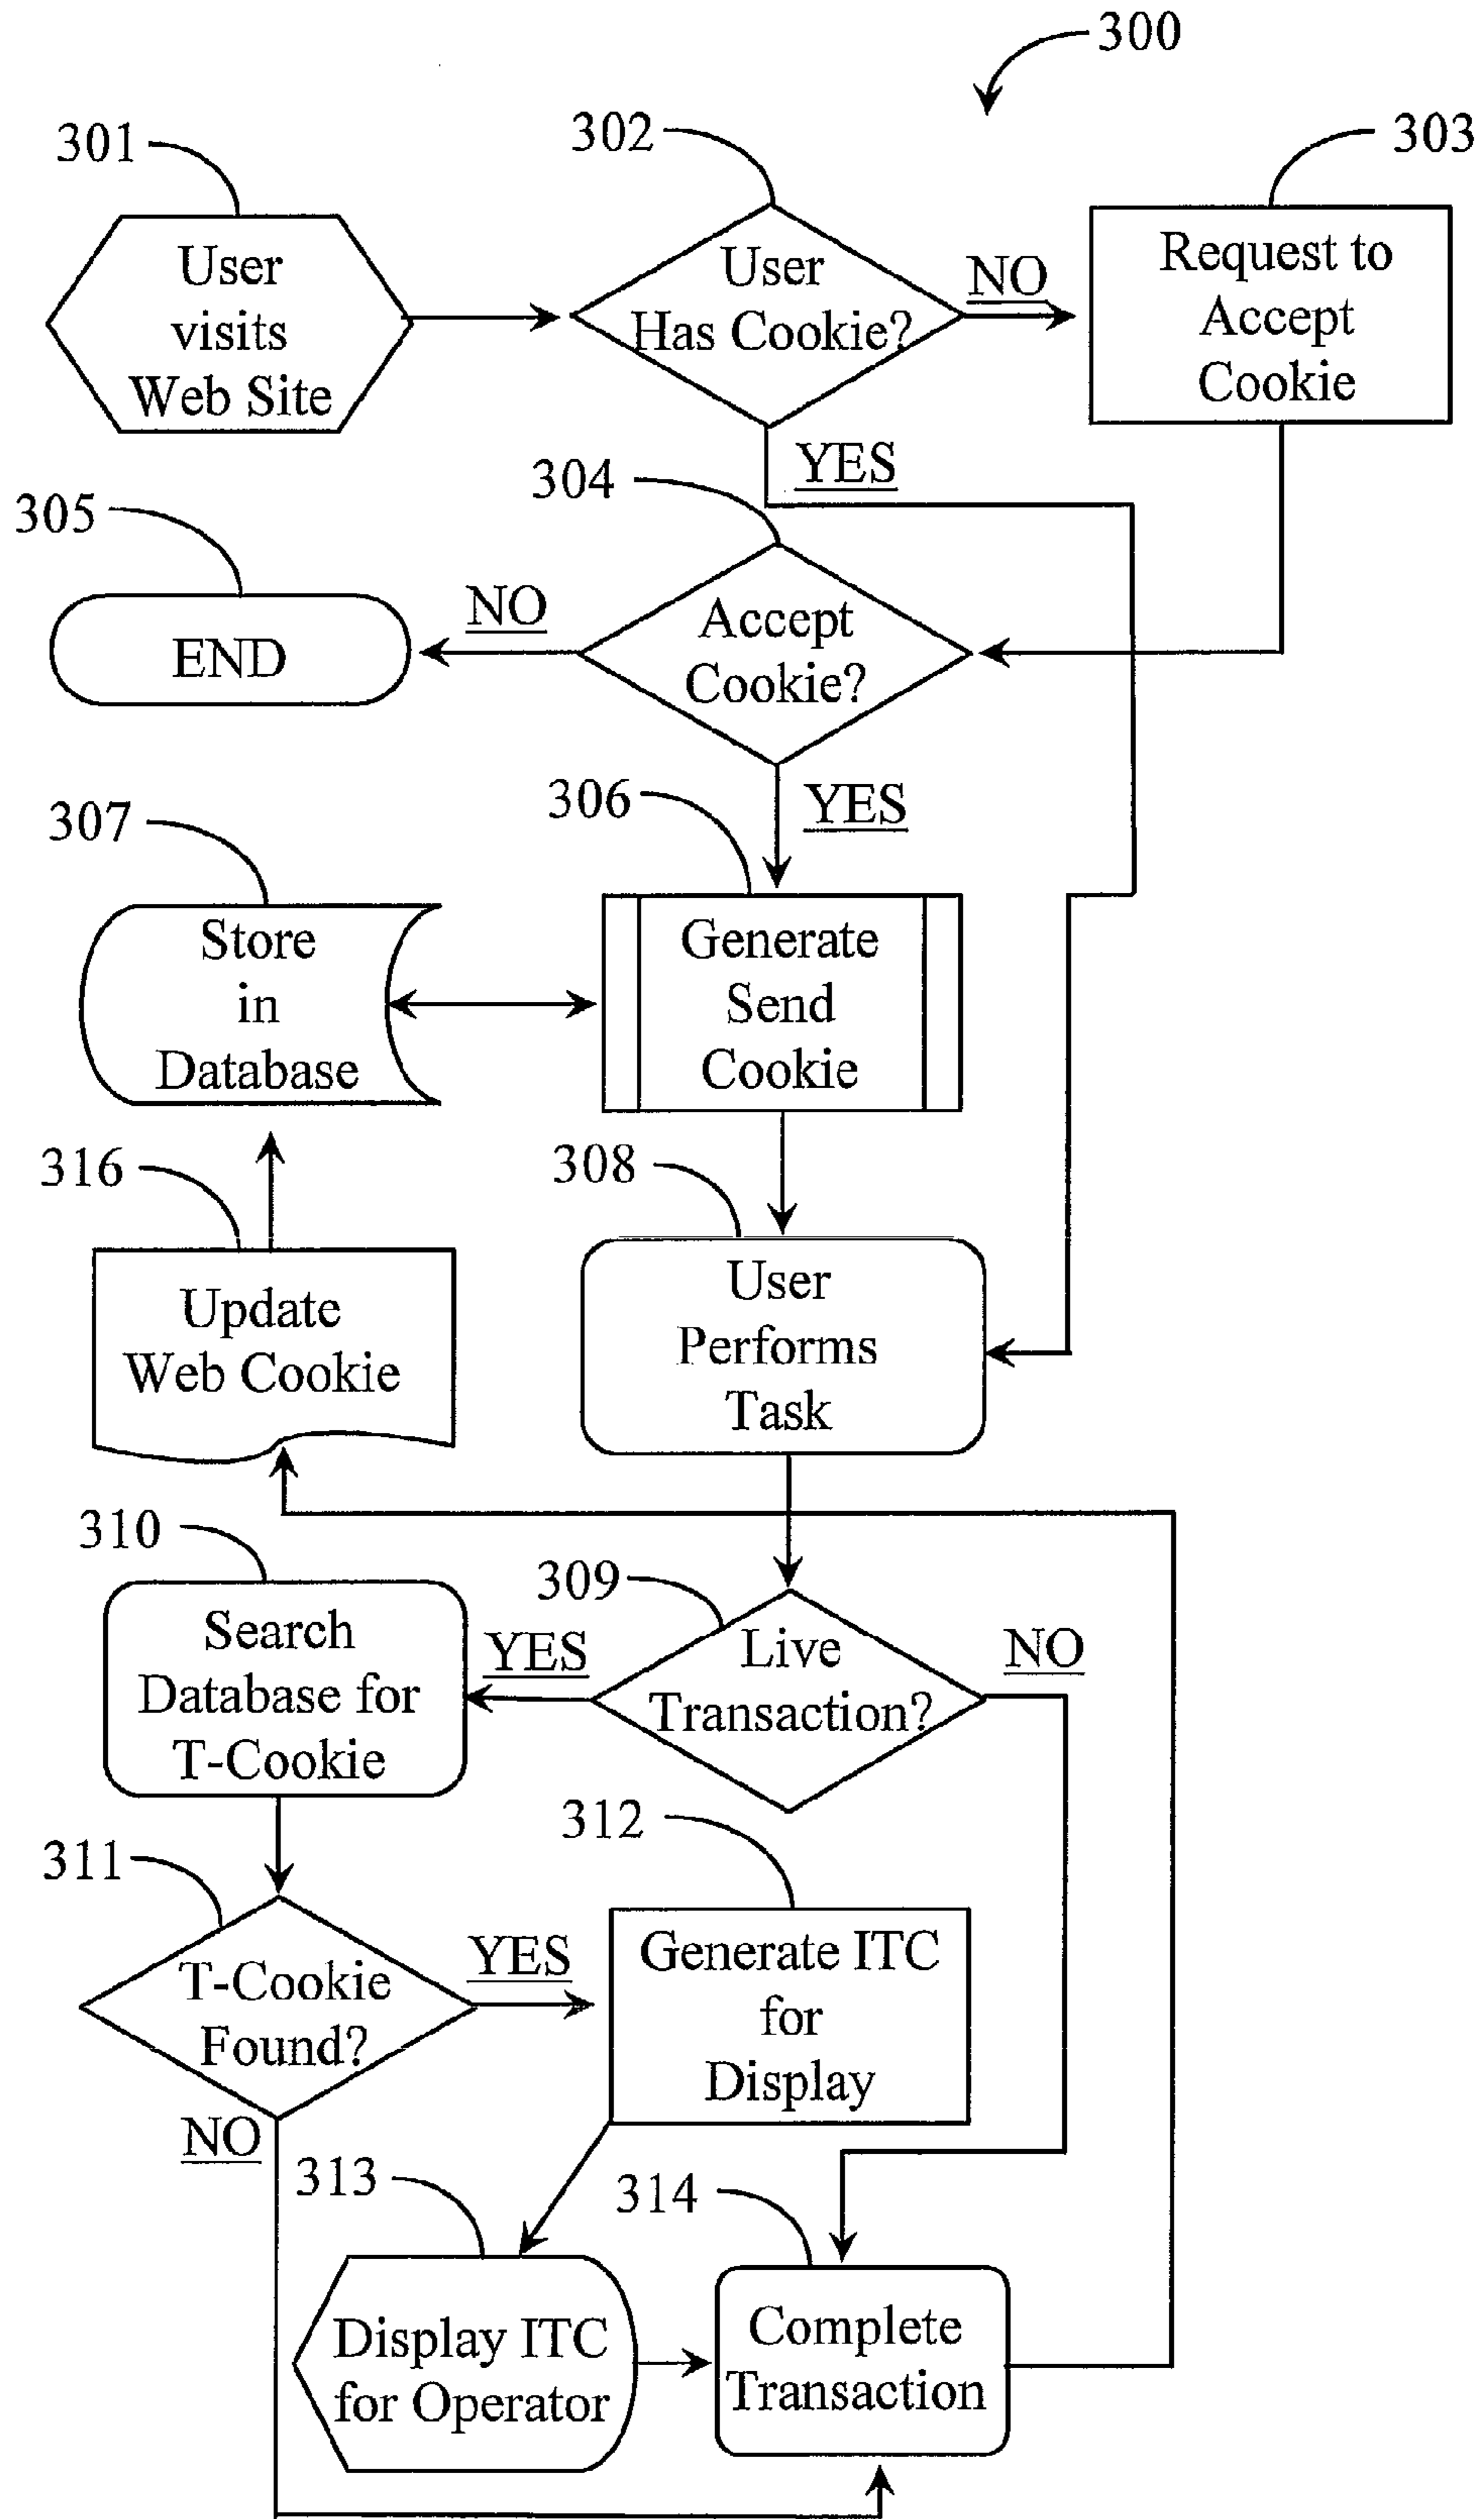 300
301
302
303
User
visits
Web Site
User
Has Cookie?
NO
Request to
Accept
Cookie
YES
304
305
END
NO
Accept
Cookie?
YES
306
307
Store
in
Database
Generate
Send
Cookie
316
308
Update
Web Cookie
User
Performs
Task
310
309
Search
Database for
T-Cookie
YES
Live
Transaction?
NO
312
311
T-Cookie
Found?
YES
Generate ITC
for
Display
NO
313
314
Display ITC
for Operator
Complete
Transaction